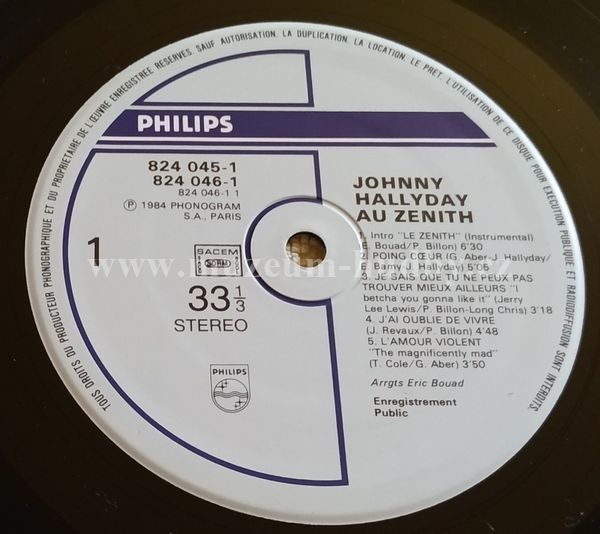 TOUS DROITS DU PRODUCTEUR PHONOGRAPHIQUE ET DU PROPRIETAIRE DE L'ŒUVRE ENREGISTREE RESERVES. SAUF AUTORISATION, LA DUPLICATION, LA LOCATION, LE PRET, L'UTILISATION DE CE DISQUE POUR EXECUTION PUBLIQUE ET RADIODIFFUSION SONT INTERDITS.
PHILIPS
824 045-1
824 046-1
824 046-1 1
℗ 1984 PHONOGRAM
S.A., PARIS
1
SACEM
33 1/3
STEREO
PHILIPS
JOHNNY
HALLYDAY
AU ZENITH
1. Intro "LE ZENITH" (Instrumental)
E. Bouad/P. Billon) 6'30
2. POING CŒUR (G. Aber-J. Hallyday/
Bamy-J. Hallyday) 5'05
3. JE SAIS QUE TU NE PEUX PAS
TROUVER MIEUX AILLEURS "I
betcha you gonna like it" (Jerry
Lee Lewis/P. Billon-Long Chris) 3'18
4. J'AI OUBLIE DE VIVRE
(J. Revaux/P. Billon) 4'48
5. L'AMOUR VIOLENT
"The magnificently mad"
(T. Cole/G. Aber) 3'50
Arrgts Eric Bouad
Enregistrement
Public